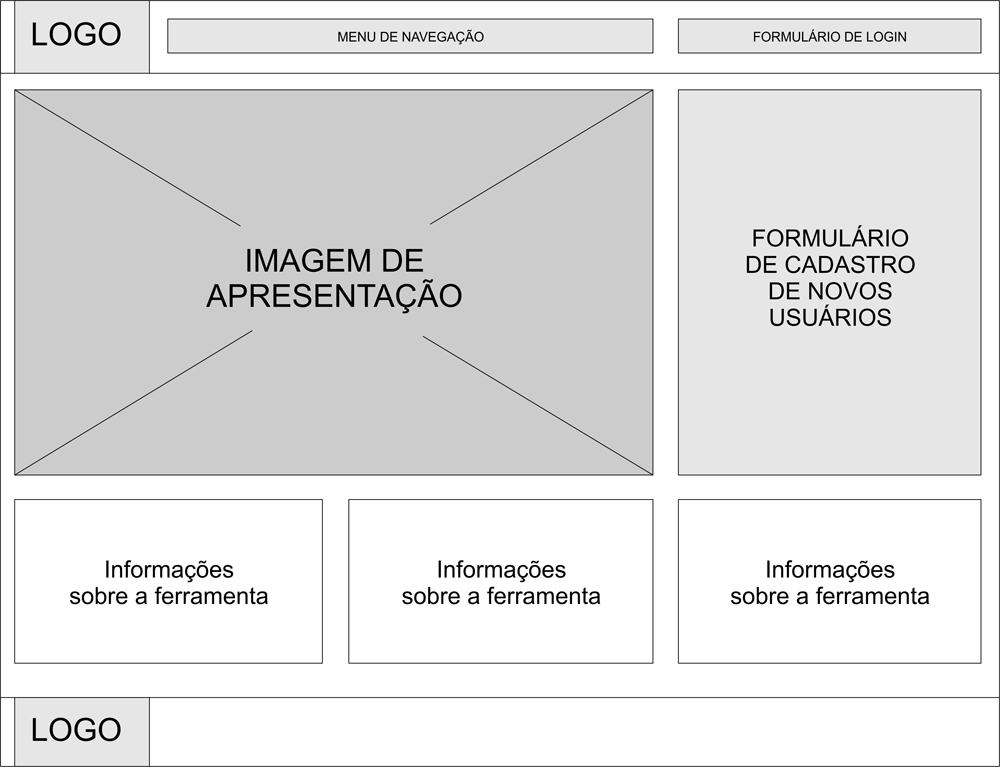 LOGO
MENU DE NAVEGAÇÃO
FORMULÁRIO DE LOGIN
IMAGEM DE
APRESENTAÇÃO
FORMULÁRIO
DE CADASTRO
DE NOVOS
USUÁRIOS
Informações
sobre a ferramenta
Informações
sobre a ferramenta
Informações
sobre a ferramenta
LOGO